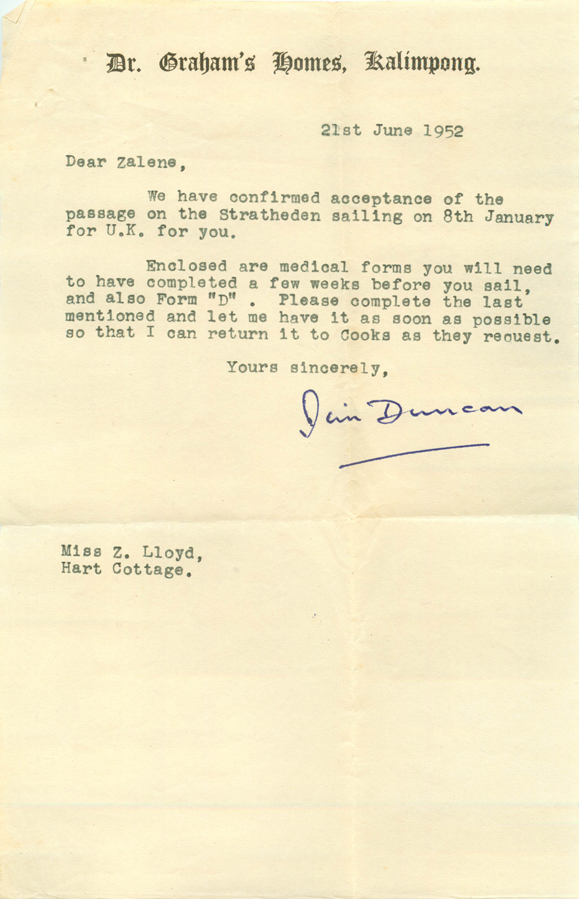 Dr. Graham's Homes, Kalimpong.
21st June 1952
Dear Zalene,
We have confirmed acceptance of the
passage on the Stratheden sailing on 8th January
for U.K. for you.
Enclosed are medical forms you will need
to have completed a few weeks before you sail,
and also Form "D" . Please complete the last
mentioned and let me have it as soon as possible
so that I can return it to Cooks as they reouest.
Yours sincerely,
Iain Duncan
Miss Z. Lloyd,
Hart Cottage.